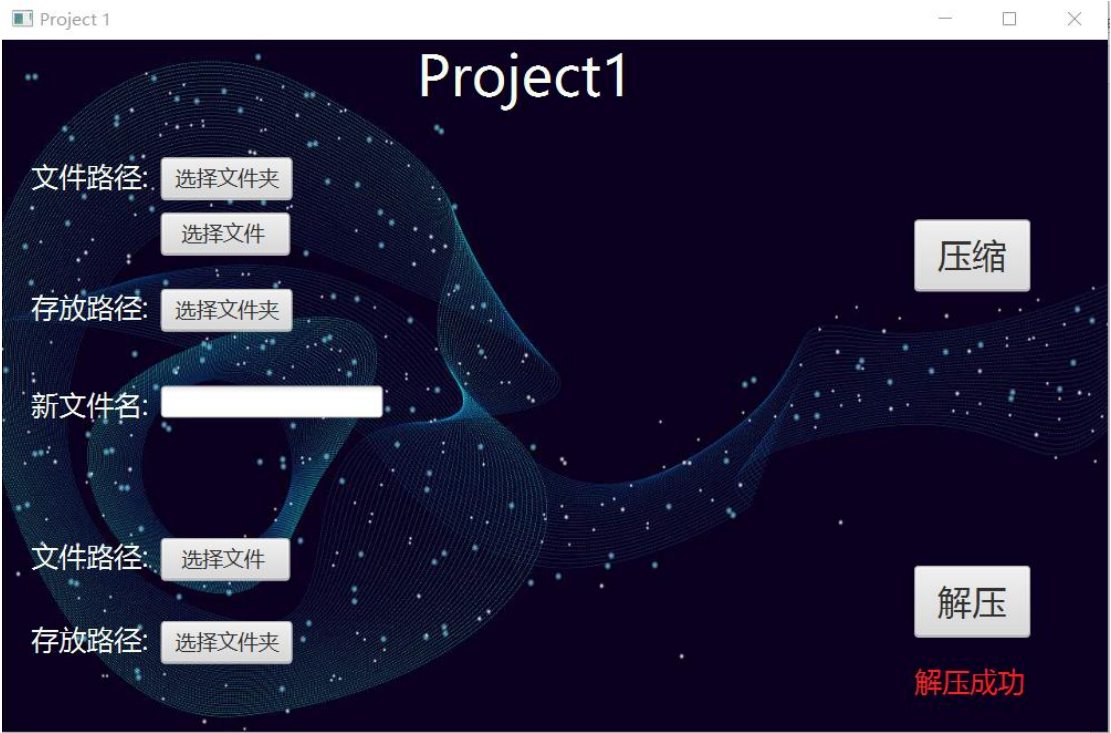 Project 1
Project1
文件路径: 选择文件夹
选择文件
压缩
存放路径: 选择文件夹
新文件名:
文件路径: 选择文件
解压
存放路径: 选择文件夹
解压成功